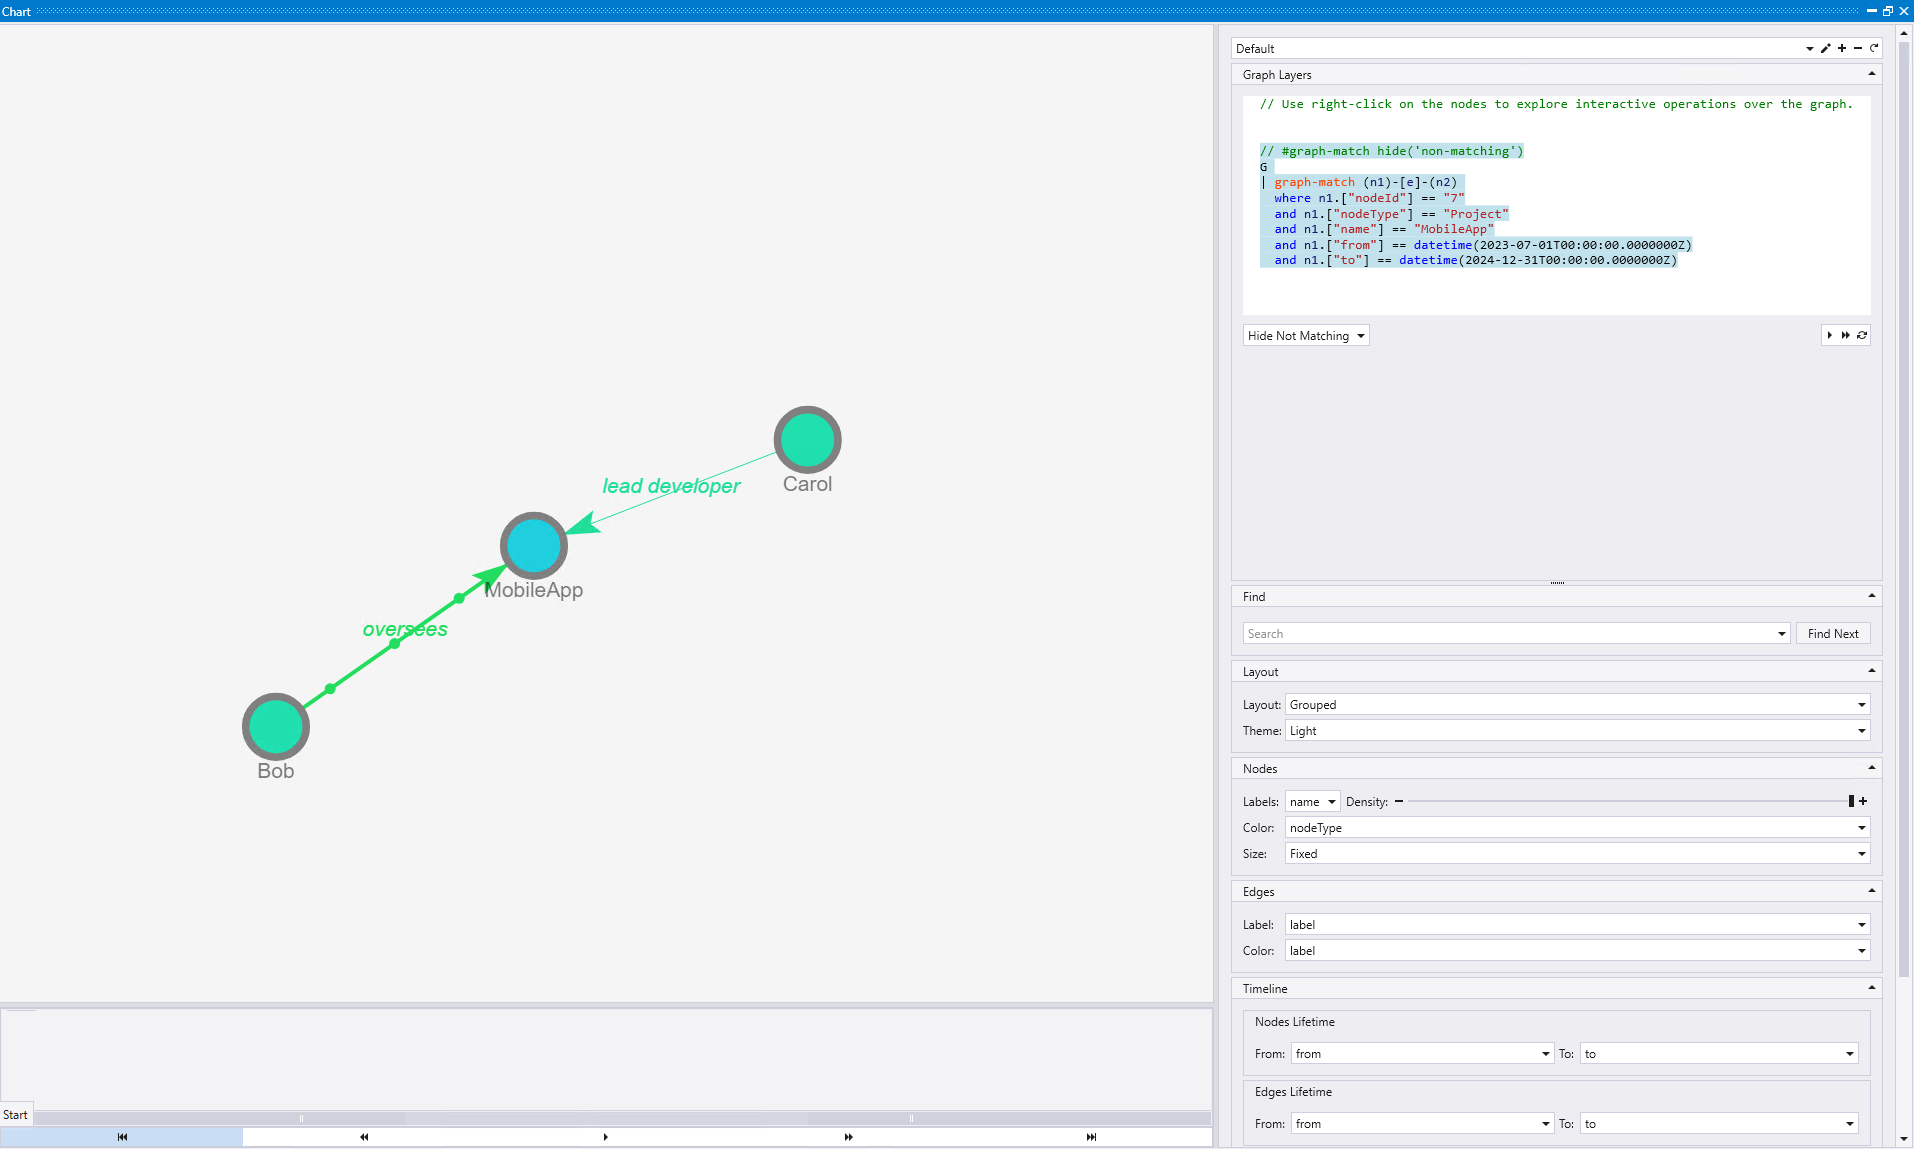 Chart
Default
Graph Layers
// Use right-click on the nodes to explore interactive operations over the graph.
// #graph-match hide('non-matching')
G
| graph-match (n1)-[e]-(n2)
where n1.["nodeId"] == "7"
and n1.["nodeType"] == "Project"
and n1.["name"] == "MobileApp"
and n1.["from"] == datetime(2023-07-01T00:00:00.0000000Z)
and n1.["to"] == datetime(2024-12-31T00:00:00.0000000Z)
Hide Not Matching
Carol
lead developer
MobileApp
oversees
Bob
Find
Search
Find Next
Layout
Layout: Grouped
Theme: Light
Nodes
Labels: name Density:
Color: nodeType
Size: Fixed
Edges
Label: label
Color: label
Timeline
Nodes Lifetime
From: from To: to
Edges Lifetime
From: from To: to
Start